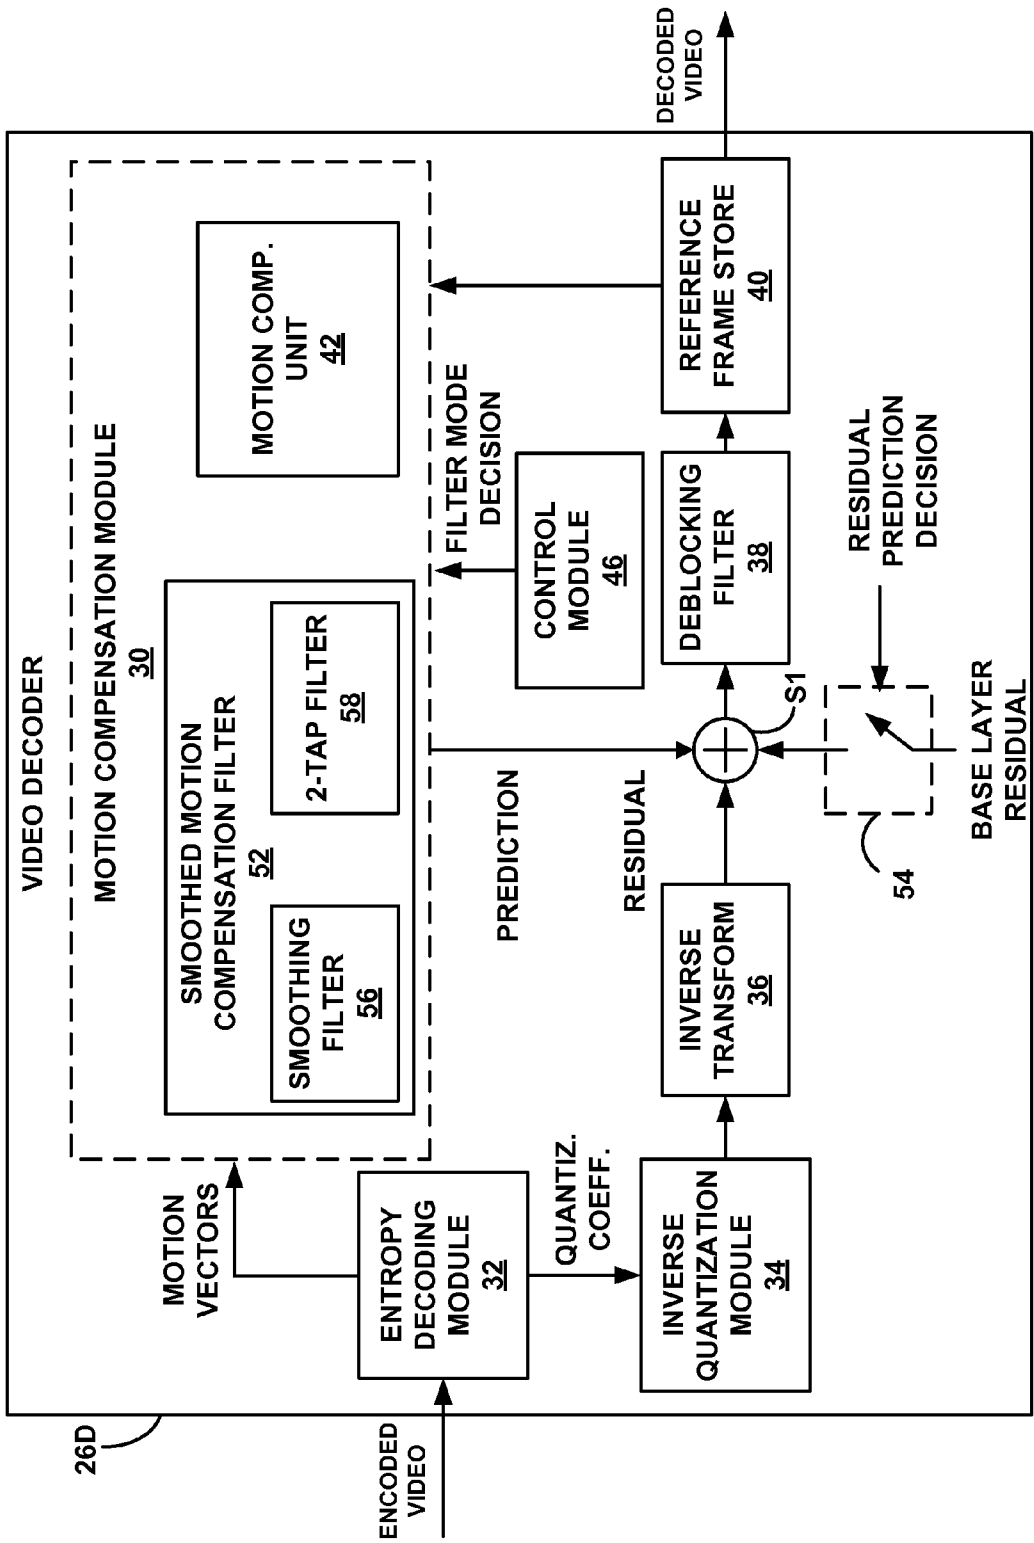 VIDEO DECODER
26D
MOTION COMPENSATION MODULE
30
SMOOTHED MOTION
COMPENSATION FILTER
52
SMOOTHING
FILTER
56
2-TAP FILTER
58
MOTION COMP.
UNIT
42
MOTION
VECTORS
ENCODED
VIDEO
ENTROPY
DECODING
MODULE
32
QUANTIZ.
COEFF.
PREDICTION
FILTER MODE
DECISION
CONTROL
MODULE
46
INVERSE
QUANTIZATION
MODULE
34
INVERSE
TRANSFORM
36
RESIDUAL
S1
DEBLOCKING
FILTER
38
REFERENCE
FRAME STORE
40
DECODED
VIDEO
54
BASE LAYER
RESIDUAL
RESIDUAL
PREDICTION
DECISION